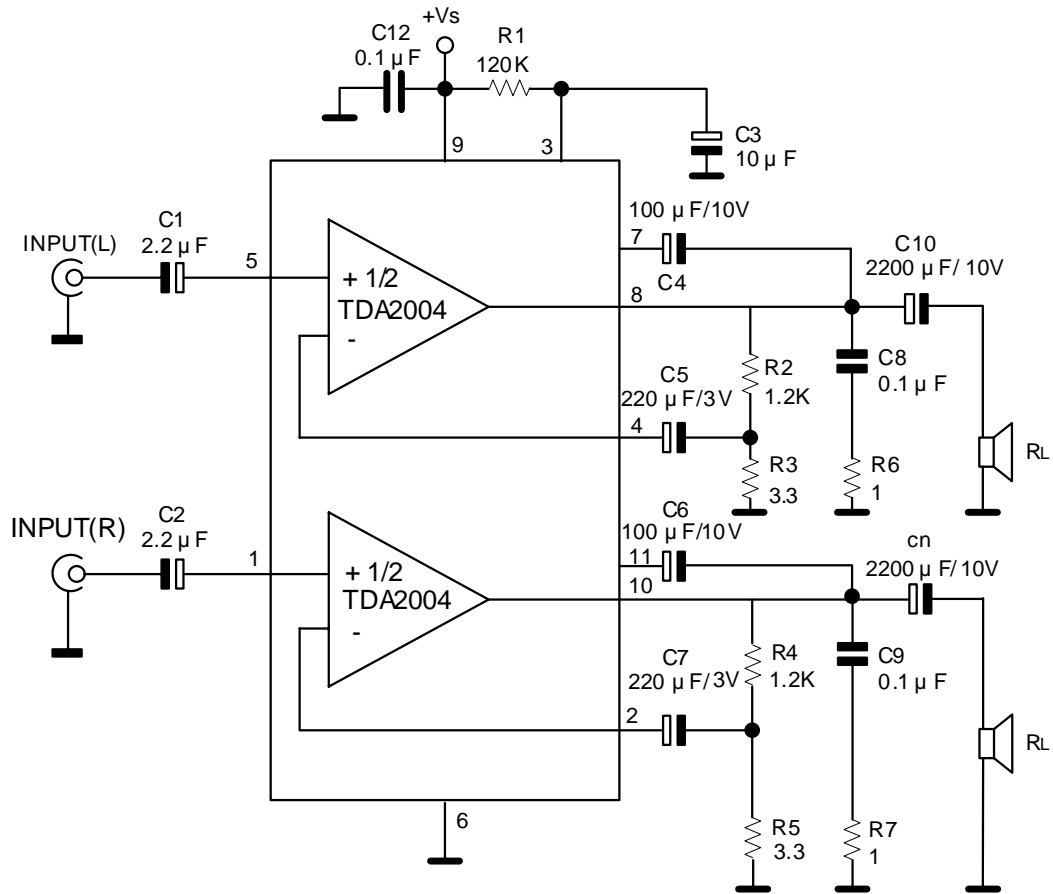 +Vs
C12
0.1 µ F
R1
120K
9
3
C3
10 µ F
INPUT(L)
C1
2.2 µ F
5
+ 1/2
TDA2004
-
100 µ F/10V
7
C4
8
C10
2200 µ F/ 10V
C8
0.1 µ F
R2
1.2K
C5
220 µ F/3V
4
R3
3.3
R6
1
RL
INPUT(R)
C2
2.2 µ F
1
+ 1/2
TDA2004
-
C6
100 µ F/10V
11
10
cn
2200 µ F/ 10V
C9
0.1 µ F
R4
1.2K
C7
220 µ F/3V
2
RL
R5
3.3
R7
1
6